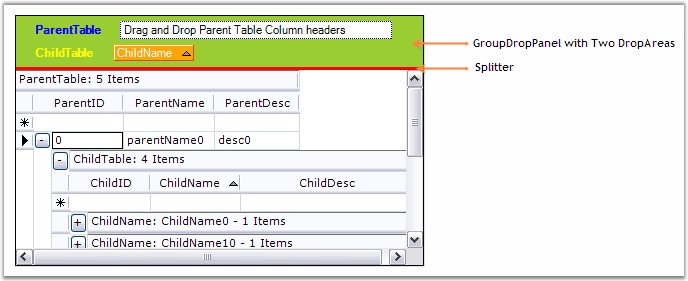 ParentTable Drag and Drop Parent Table Column headers
ChildTable ChildName
GroupDropPanel with Two DropAreas
Splitter
ParentTable: 5 Items
ParentID ParentName ParentDesc
0 parentName0 desc0
ChildTable: 4 Items
ChildID ChildName ChildDesc
ChildName: ChildName0 - 1 Items
ChildName: ChildName10 - 1 Items